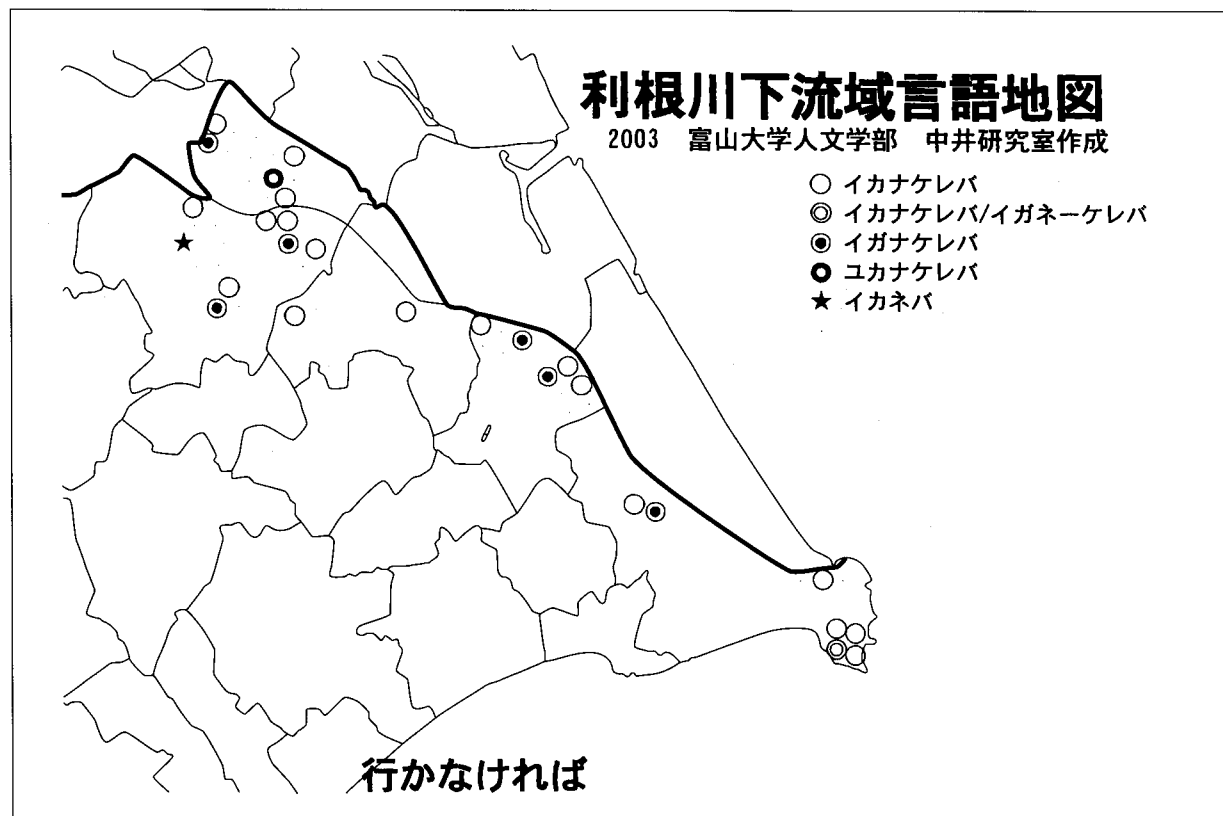 利根川下流域言語地図
2003 富山大学人文学部 中井研究室作成
イカナケレバ
イカナケレバ/イガネーケレバ
イガナケレバ
ユカナケレバ
イカネバ
行かなければ